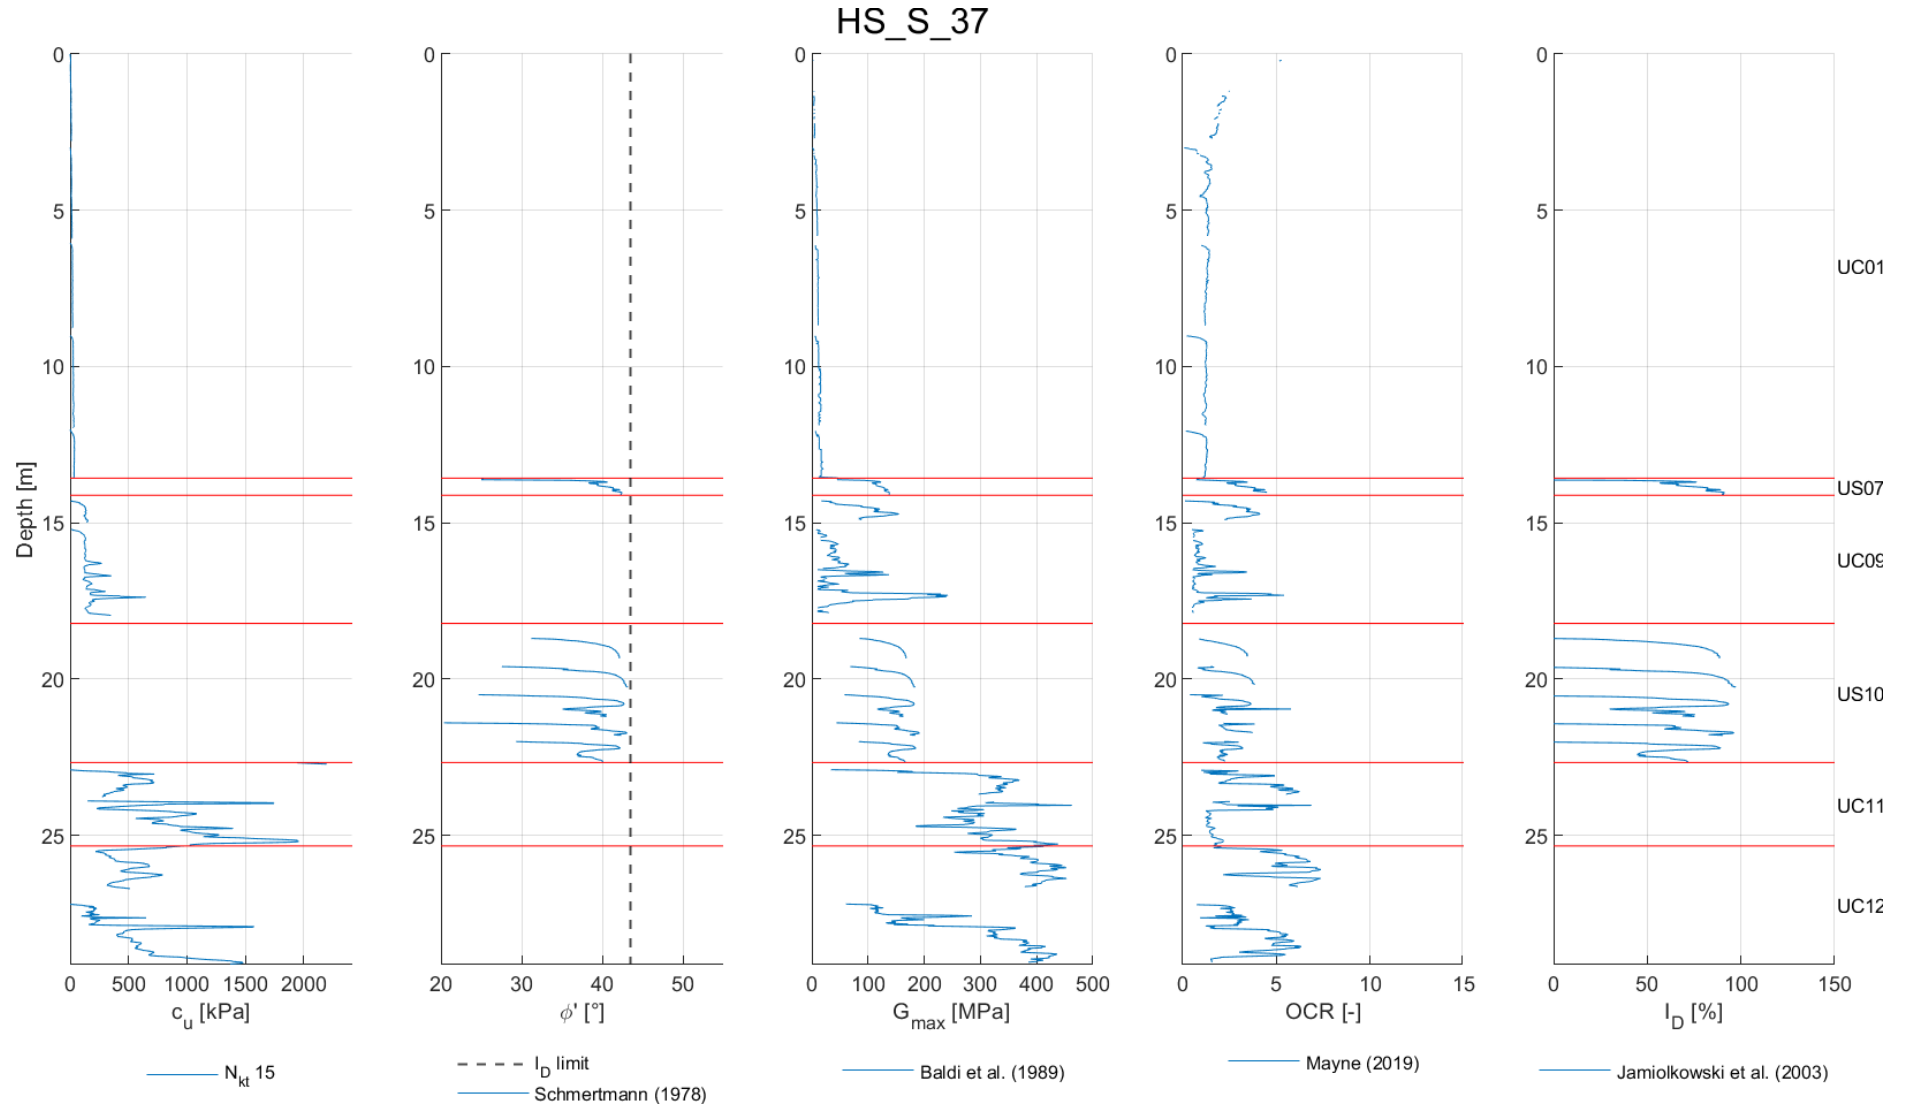 HS_S_37
0
5
10
15
20
25
Depth [m]
0 500 1000 1500 2000
c_u [kPa]
N_kt 15
0
5
10
15
20
25
20 30 40 50
ϕ' [°]
I_D limit
Schmertmann (1978)
0
5
10
15
20
25
0 100 200 300 400 500
G_max [MPa]
Baldi et al. (1989)
0
5
10
15
20
25
0 5 10 15
OCR [-]
Mayne (2019)
0
5
10
15
20
25
0 50 100 150
I_D [%]
Jamiolkowski et al. (2003)
UC01
US07
UC09
US10
UC11
UC12